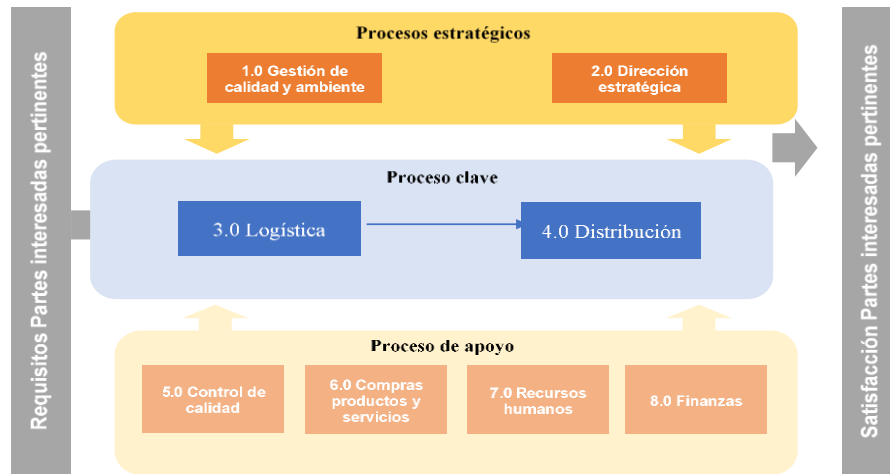 Requisitos Partes interesadas pertinentes
Procesos estratégicos
1.0 Gestión de
calidad y ambiente
2.0 Dirección
estratégica
Proceso clave
3.0 Logística
4.0 Distribución
Proceso de apoyo
5.0 Control de
calidad
6.0 Compras
productos y
servicios
7.0 Recursos
humanos
8.0 Finanzas
Satisfacción Partes interesadas pertinentes